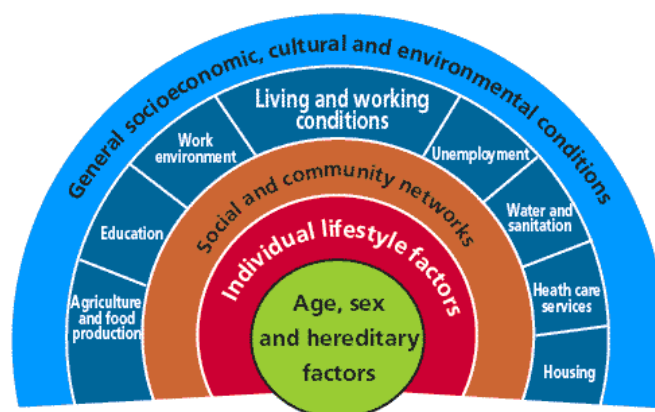 General socioeconomic, cultural and environmental conditions
Living and working
conditions
Work
environment
Unemployment
Education
Water and
sanitation
Agriculture
and food
production
Heath care
services
Housing
Social and community networks
Individual lifestyle factors
Age, sex
and hereditary
factors